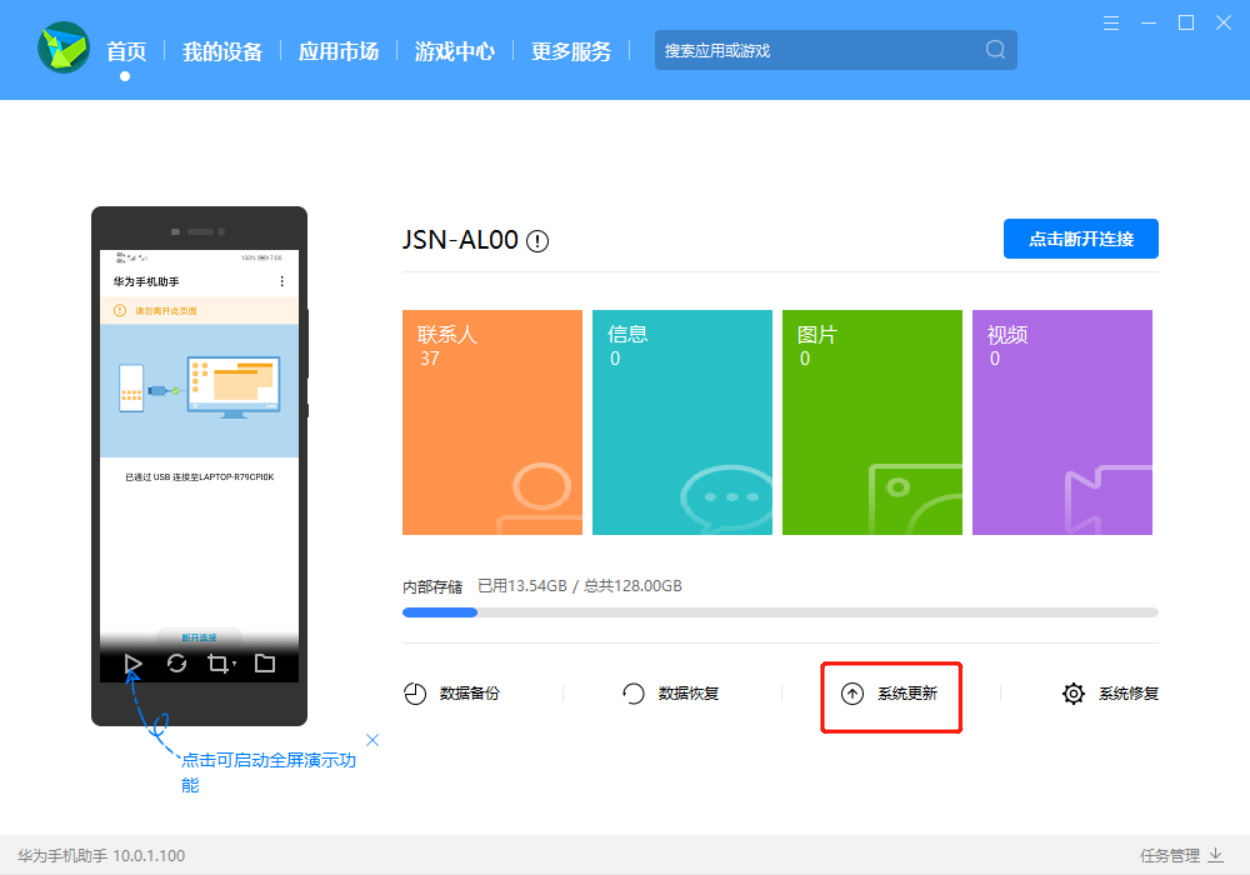 首页
我的设备
应用市场
游戏中心
更多服务
搜索应用或游戏
100%
7:00
华为手机助手
请勿离开此页面
已通过 USB 连接至LAPTOP-R79CPI0K
断开连接
点击可启动全屏演示功
能
JSN-AL00
点击断开连接
联系人
37
信息
0
图片
0
视频
0
内部存储 已用13.54GB / 总共128.00GB
数据备份
数据恢复
系统更新
系统修复
华为手机助手 10.0.1.100
任务管理